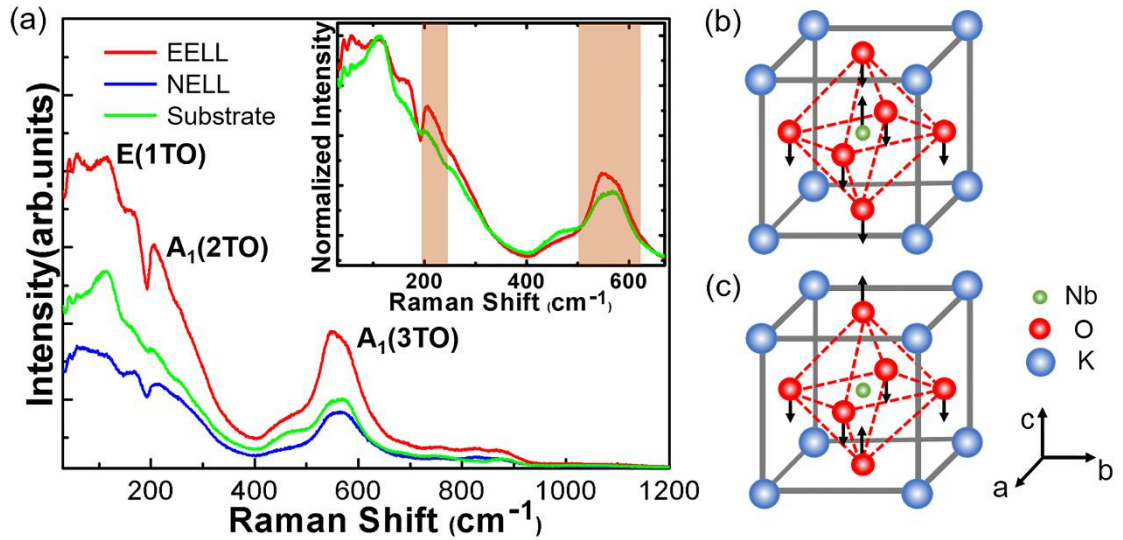 (a)
EELL
NELL
Substrate
E(1TO)
A₁(2TO)
A₁(3TO)
Intensity(arb.units)
200 400 600 800 1000 1200
Raman Shift (cm⁻¹)
Normalized Intensity
200 400 600
Raman Shift (cm⁻¹)
(b)
(c)
Nb
O
K
c
b
a